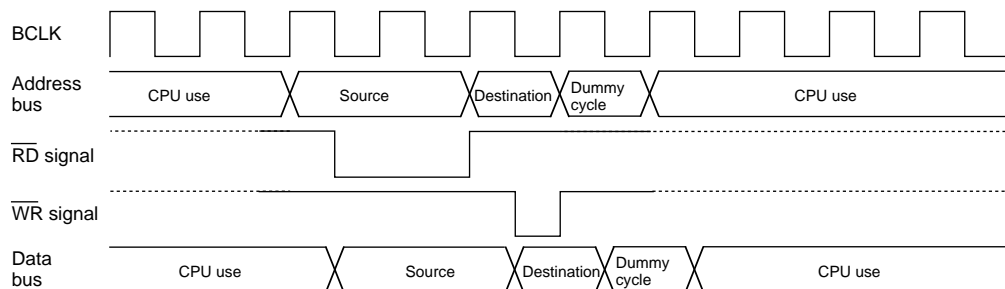 BCLK
Address
bus
CPU use
Source
Destination
Dummy
cycle
CPU use
RD signal
WR signal
Data
bus
CPU use
Source
Destination
Dummy
cycle
CPU use